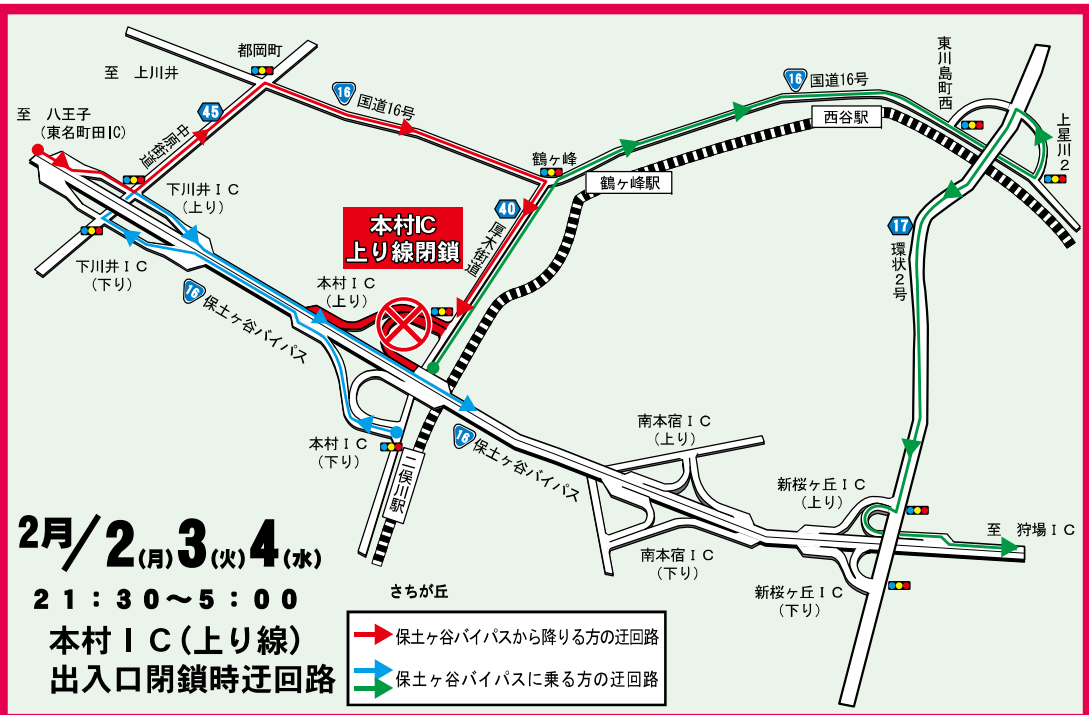 都岡町
至 上川井
16
国道16号
45
中原街道
至 八王子
(東名町田IC)
下川井IC
(上り)
下川井IC
(下り)
16
保土ヶ谷バイパス
鶴ヶ峰
鶴ヶ峰駅
40
厚木街道
本村IC
上り線閉鎖
本村IC
(上り)
16
国道16号
西谷駅
東川島町西
上星川2
17
環状2号
本村IC
(下り)
二俣川駅
16
保土ヶ谷バイパス
南本宿IC
(上り)
南本宿IC
(下り)
新桜ヶ丘IC
(上り)
至 狩場IC
新桜ヶ丘IC
(下り)
さちが丘
2月/2(月)3(火)4(水)
21:30~5:00
本村IC(上り線)
出入口閉鎖時迂回路
保土ヶ谷バイパスから降りる方の迂回路
保土ヶ谷バイパスに乗る方の迂回路